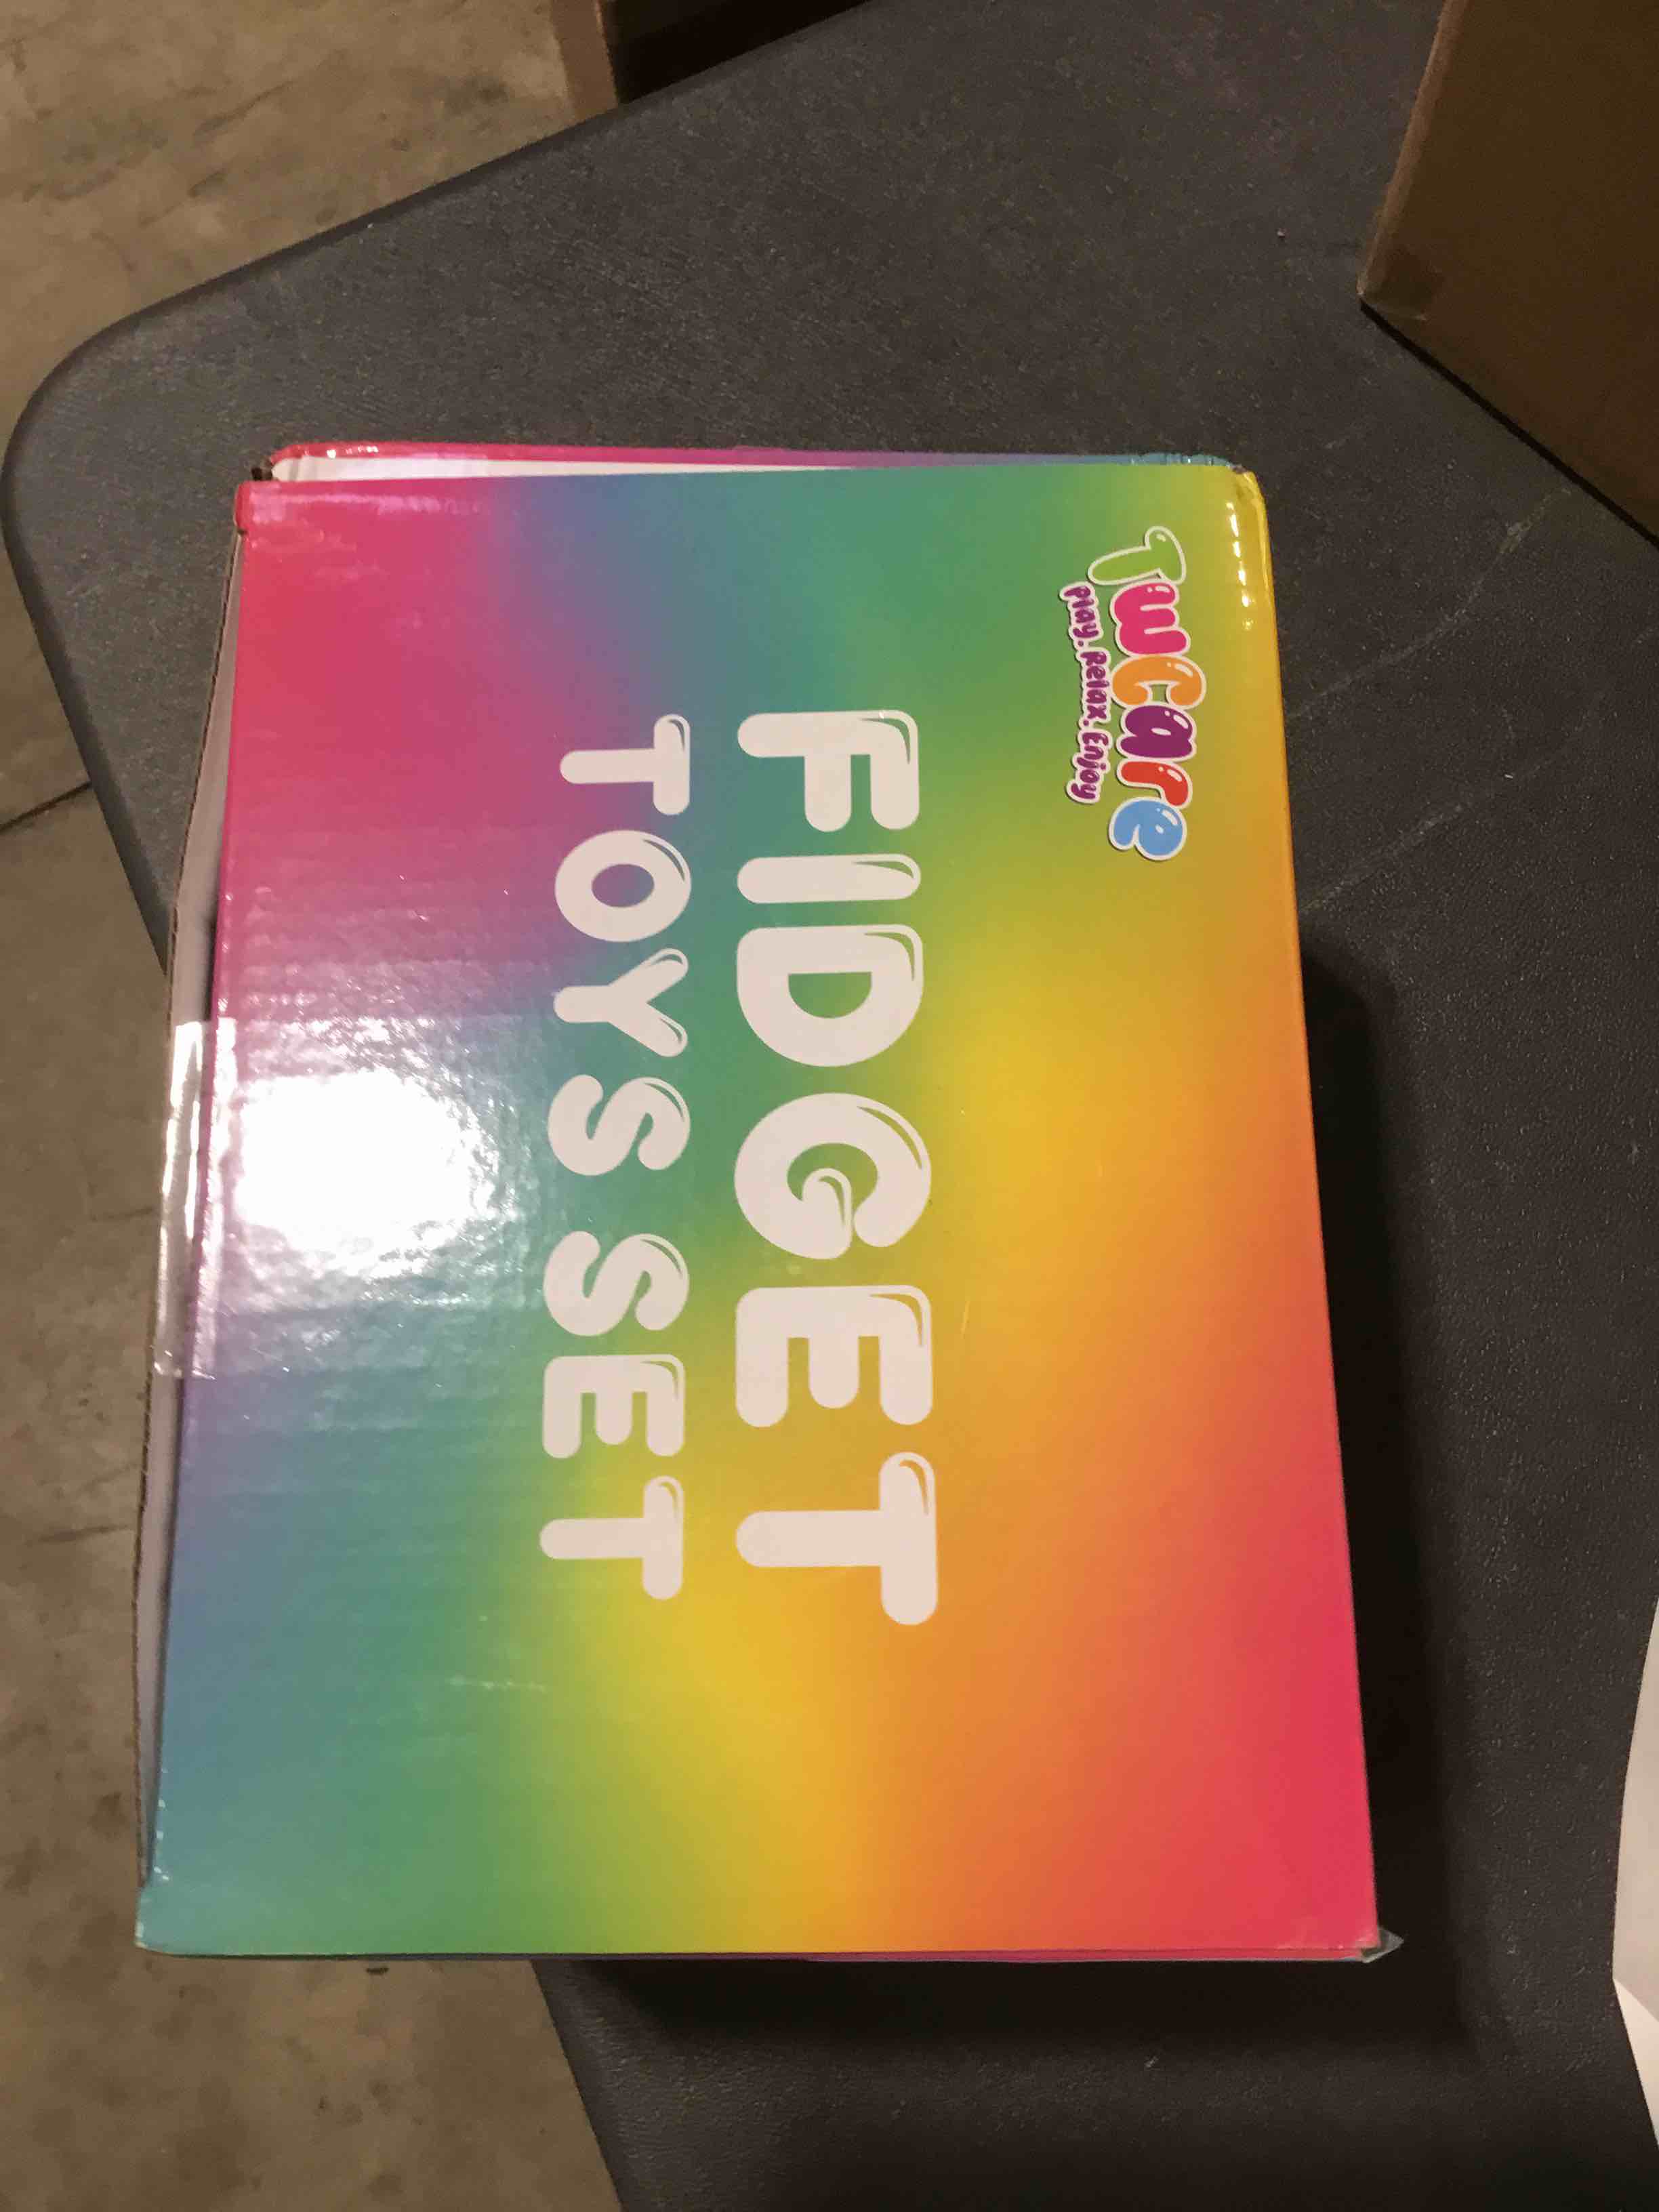 Twcare
Play. Relax. Enjoy
FIDGET
TOYS SET